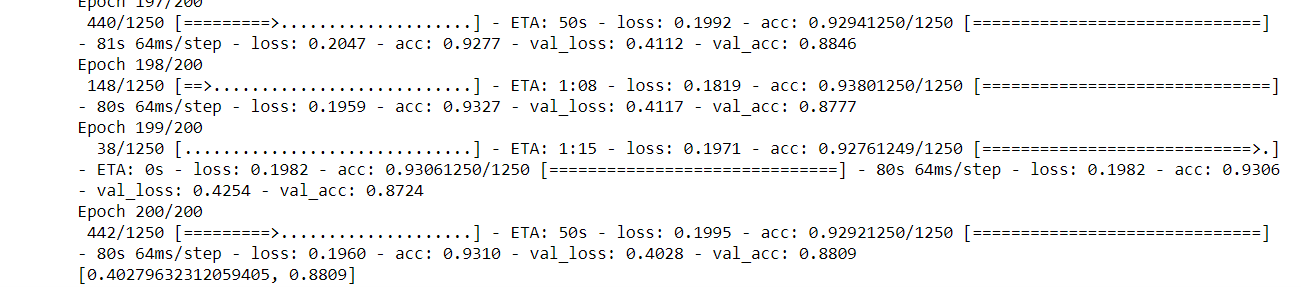 Epoch 197/200
440/1250 [=========>....................] - ETA: 50s - loss: 0.1992 - acc: 0.92941250/1250 [==============================]
- 81s 64ms/step - loss: 0.2047 - acc: 0.9277 - val_loss: 0.4112 - val_acc: 0.8846
Epoch 198/200
148/1250 [==>...........................] - ETA: 1:08 - loss: 0.1819 - acc: 0.93801250/1250 [==============================]
- 80s 64ms/step - loss: 0.1959 - acc: 0.9327 - val_loss: 0.4117 - val_acc: 0.8777
Epoch 199/200
38/1250 [..............................] - ETA: 1:15 - loss: 0.1971 - acc: 0.92761249/1250 [============================>.]
- ETA: 0s - loss: 0.1982 - acc: 0.93061250/1250 [==============================] - 80s 64ms/step - loss: 0.1982 - acc: 0.9306
- val_loss: 0.4254 - val_acc: 0.8724
Epoch 200/200
442/1250 [=========>....................] - ETA: 50s - loss: 0.1995 - acc: 0.92921250/1250 [==============================]
- 80s 64ms/step - loss: 0.1960 - acc: 0.9310 - val_loss: 0.4028 - val_acc: 0.8809
[0.40279632312059405, 0.8809]